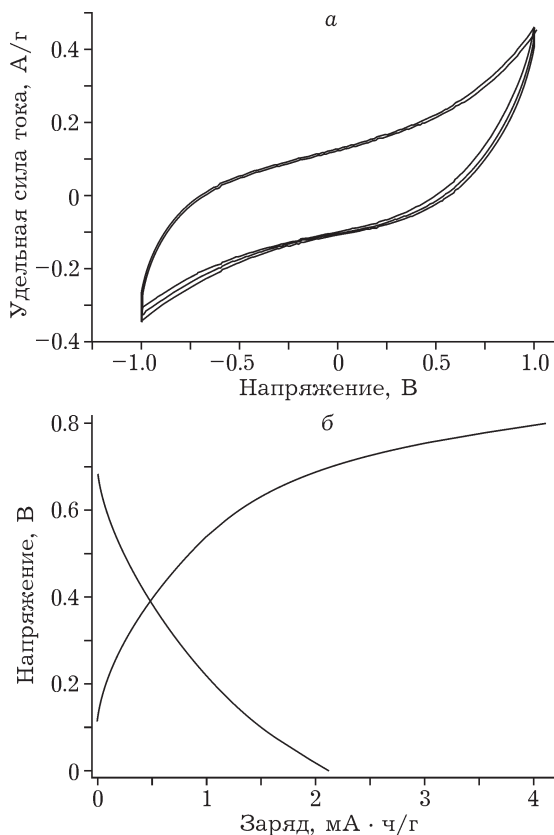 а
Удельная сила тока, А/г
0.4
0.2
0
−0.2
−0.4
−1.0 −0.5 0 0.5 1.0
Напряжение, В
б
Напряжение, В
0.8
0.6
0.4
0.2
0
0 1 2 3 4
Заряд, мА · ч/г